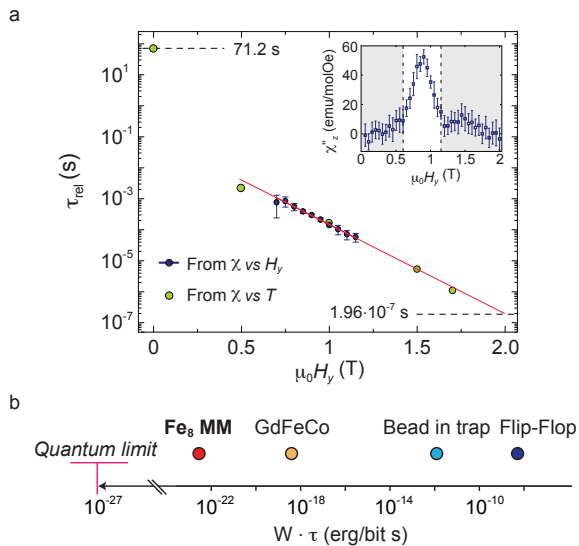 a
τrel (s)
10¹
10⁻¹
10⁻³
10⁻⁵
10⁻⁷
71.2 s
1.96·10⁻⁷ s
From χ vs Hy
From χ vs T
0
0.5
1.0
1.5
2.0
μ₀Hy (T)
χ''z (emu/molOe)
60
40
20
0
0
0.5
1
1.5
2
μ₀Hy (T)
b
Fe₈ MM
GdFeCo
Bead in trap
Flip-Flop
Quantum limit
10⁻²⁷
10⁻²²
10⁻¹⁸
10⁻¹⁴
10⁻¹⁰
W · τ (erg/bit s)